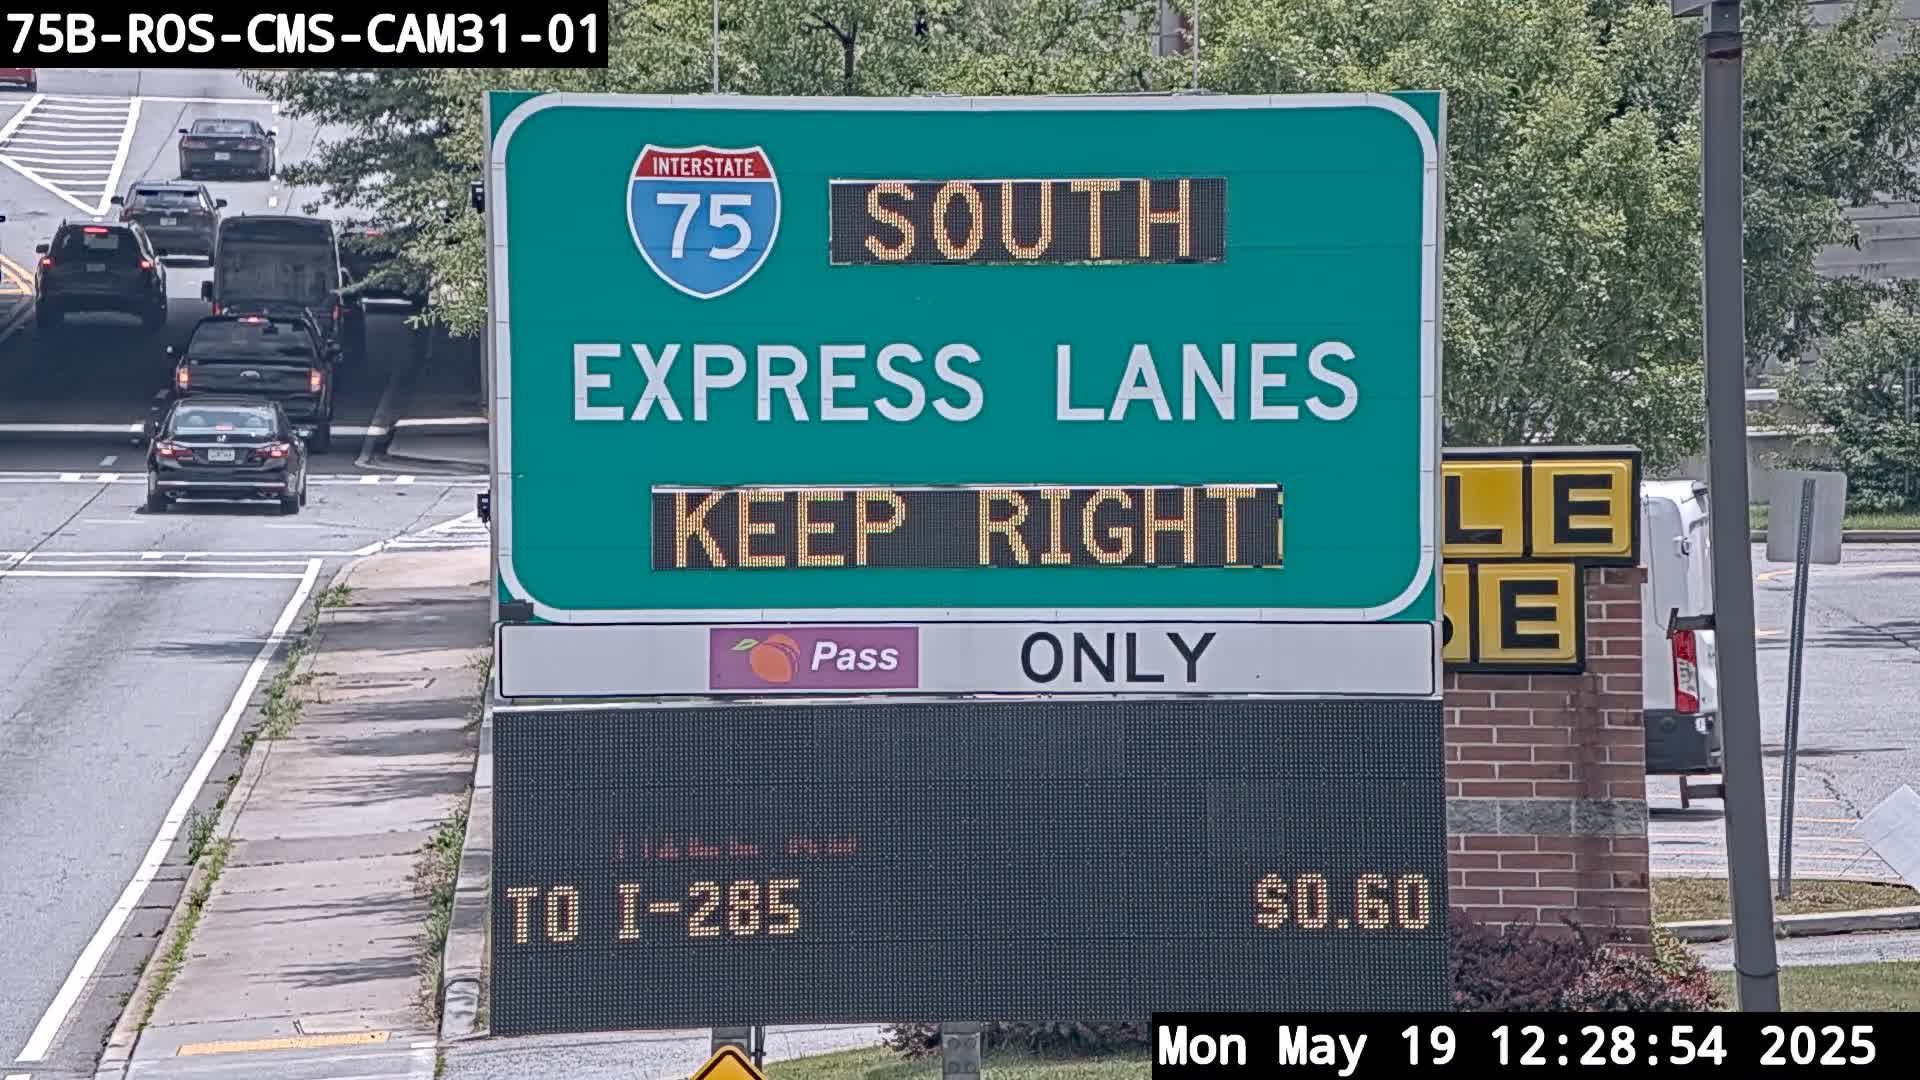 75B-ROS-CMS-CAM31-01
INTERSTATE
75
SOUTH
EXPRESS LANES
KEEP RIGHT
Pass ONLY
TO I-285 $0.60
LE
E
Mon May 19 12:28:54 2025